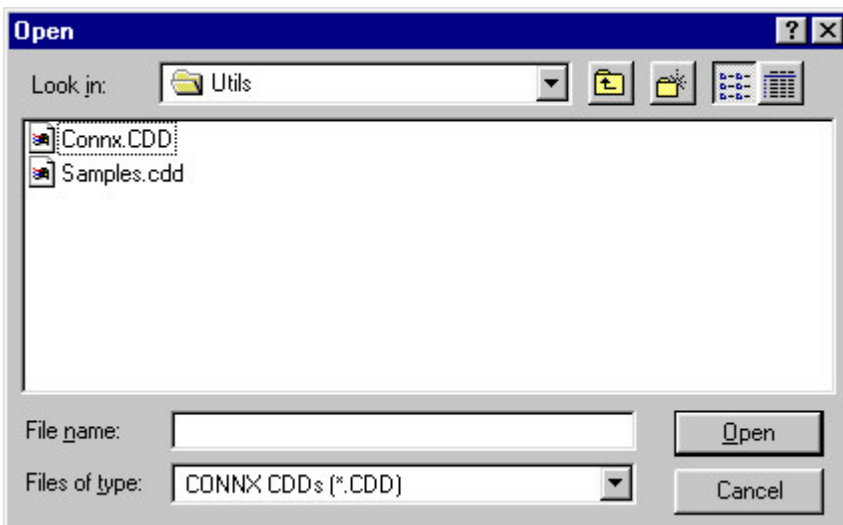 Open
Look in: Utils
Connx.CDD
Samples.cdd
File name: Open
Files of type: CONNX CDDs (*.CDD) Cancel